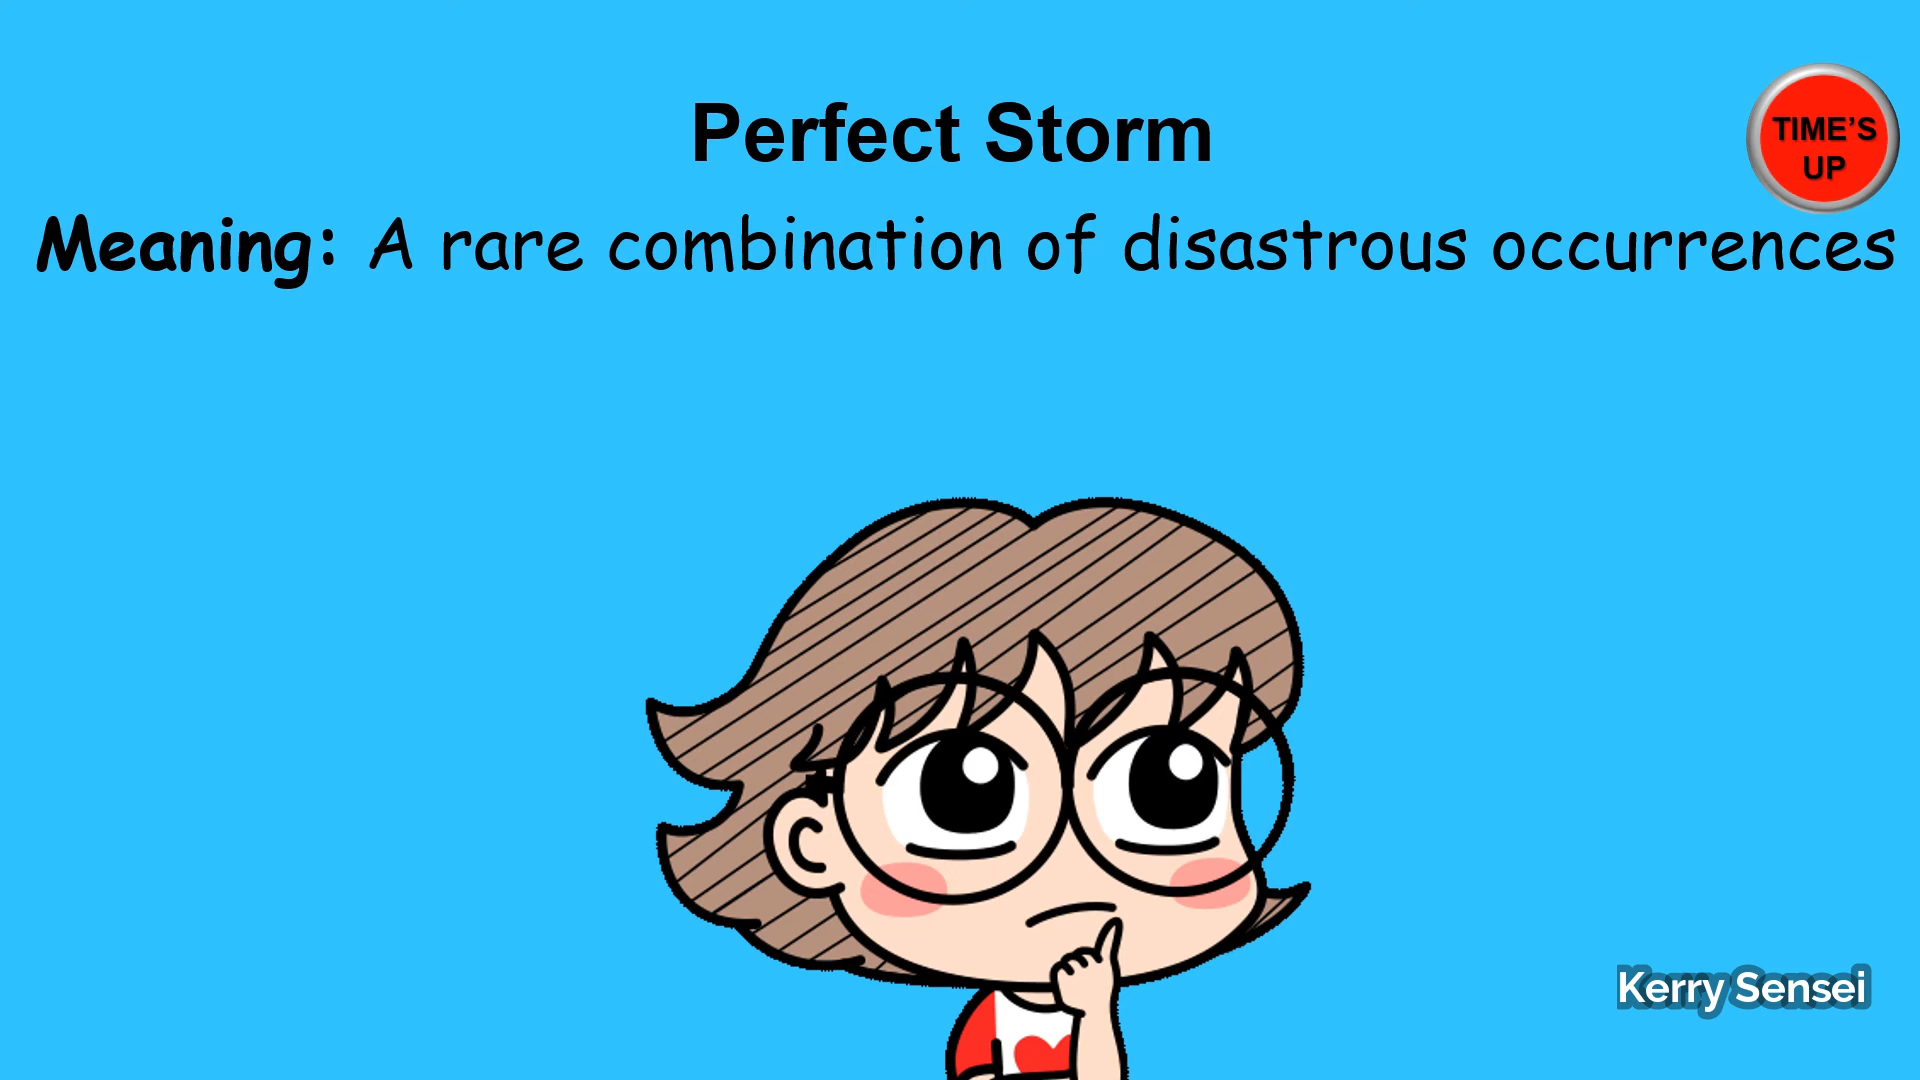 Perfect Storm
TIME’S
UP
Meaning: A rare combination of disastrous occurrences
Kerry Sensei